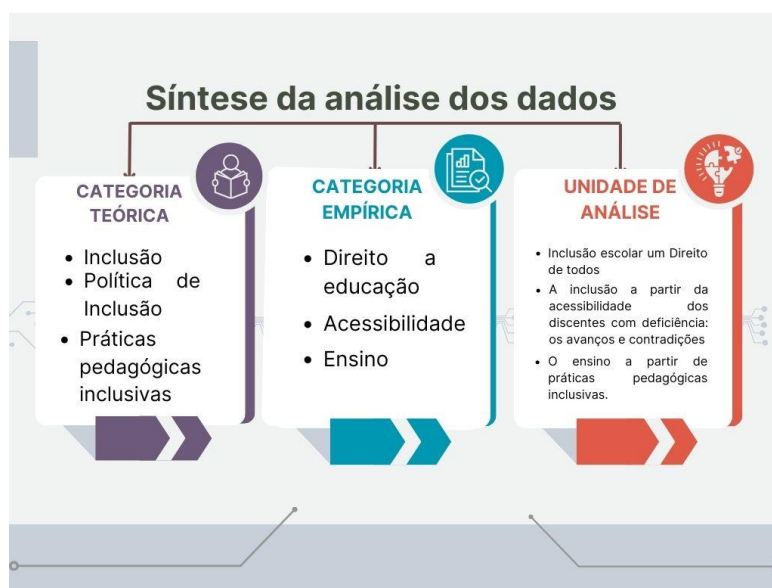 Síntese da análise dos dados
CATEGORIA
TEÓRICA
• Inclusão
• Política de
Inclusão
• Práticas
pedagógicas
inclusivas
CATEGORIA
EMPÍRICA
• Direito a
educação
• Acessibilidade
• Ensino
UNIDADE DE
ANÁLISE
• Inclusão escolar um Direito
de todos
• A inclusão a partir da
acessibilidade dos
discentes com deficiência:
os avanços e contradições
• O ensino a partir de
práticas pedagógicas
inclusivas.